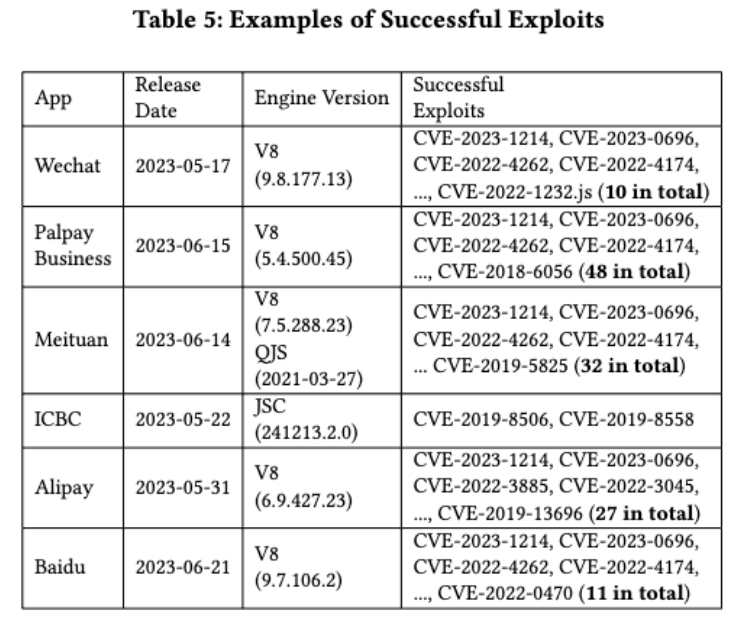 Table 5: Examples of Successful Exploits
App
Release
Date
Engine Version
Successful
Exploits
Wechat
2023-05-17
V8
(9.8.177.13)
CVE-2023-1214, CVE-2023-0696,
CVE-2022-4262, CVE-2022-4174,
..., CVE-2022-1232.js (10 in total)
Palpay
Business
2023-06-15
V8
(5.4.500.45)
CVE-2023-1214, CVE-2023-0696,
CVE-2022-4262, CVE-2022-4174,
..., CVE-2018-6056 (48 in total)
Meituan
2023-06-14
V8
(7.5.288.23)
QJS
(2021-03-27)
CVE-2023-1214, CVE-2023-0696,
CVE-2022-4262, CVE-2022-4174,
... CVE-2019-5825 (32 in total)
ICBC
2023-05-22
JSC
(241213.2.0)
CVE-2019-8506, CVE-2019-8558
Alipay
2023-05-31
V8
(6.9.427.23)
CVE-2023-1214, CVE-2023-0696,
CVE-2022-3885, CVE-2022-3045,
..., CVE-2019-13696 (27 in total)
Baidu
2023-06-21
V8
(9.7.106.2)
CVE-2023-1214, CVE-2023-0696,
CVE-2022-4262, CVE-2022-4174,
..., CVE-2022-0470 (11 in total)